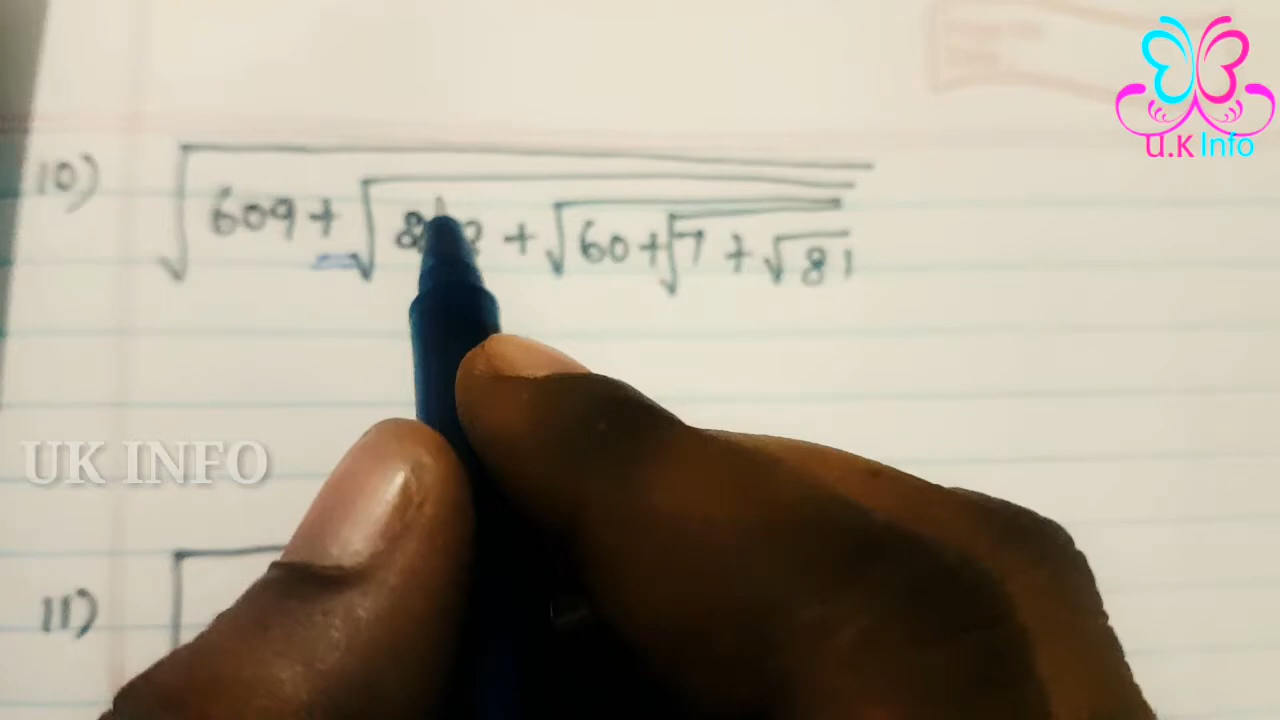 U.K Info
10) √609 + √8 + √60 + √7 + √81
UK INFO
11)